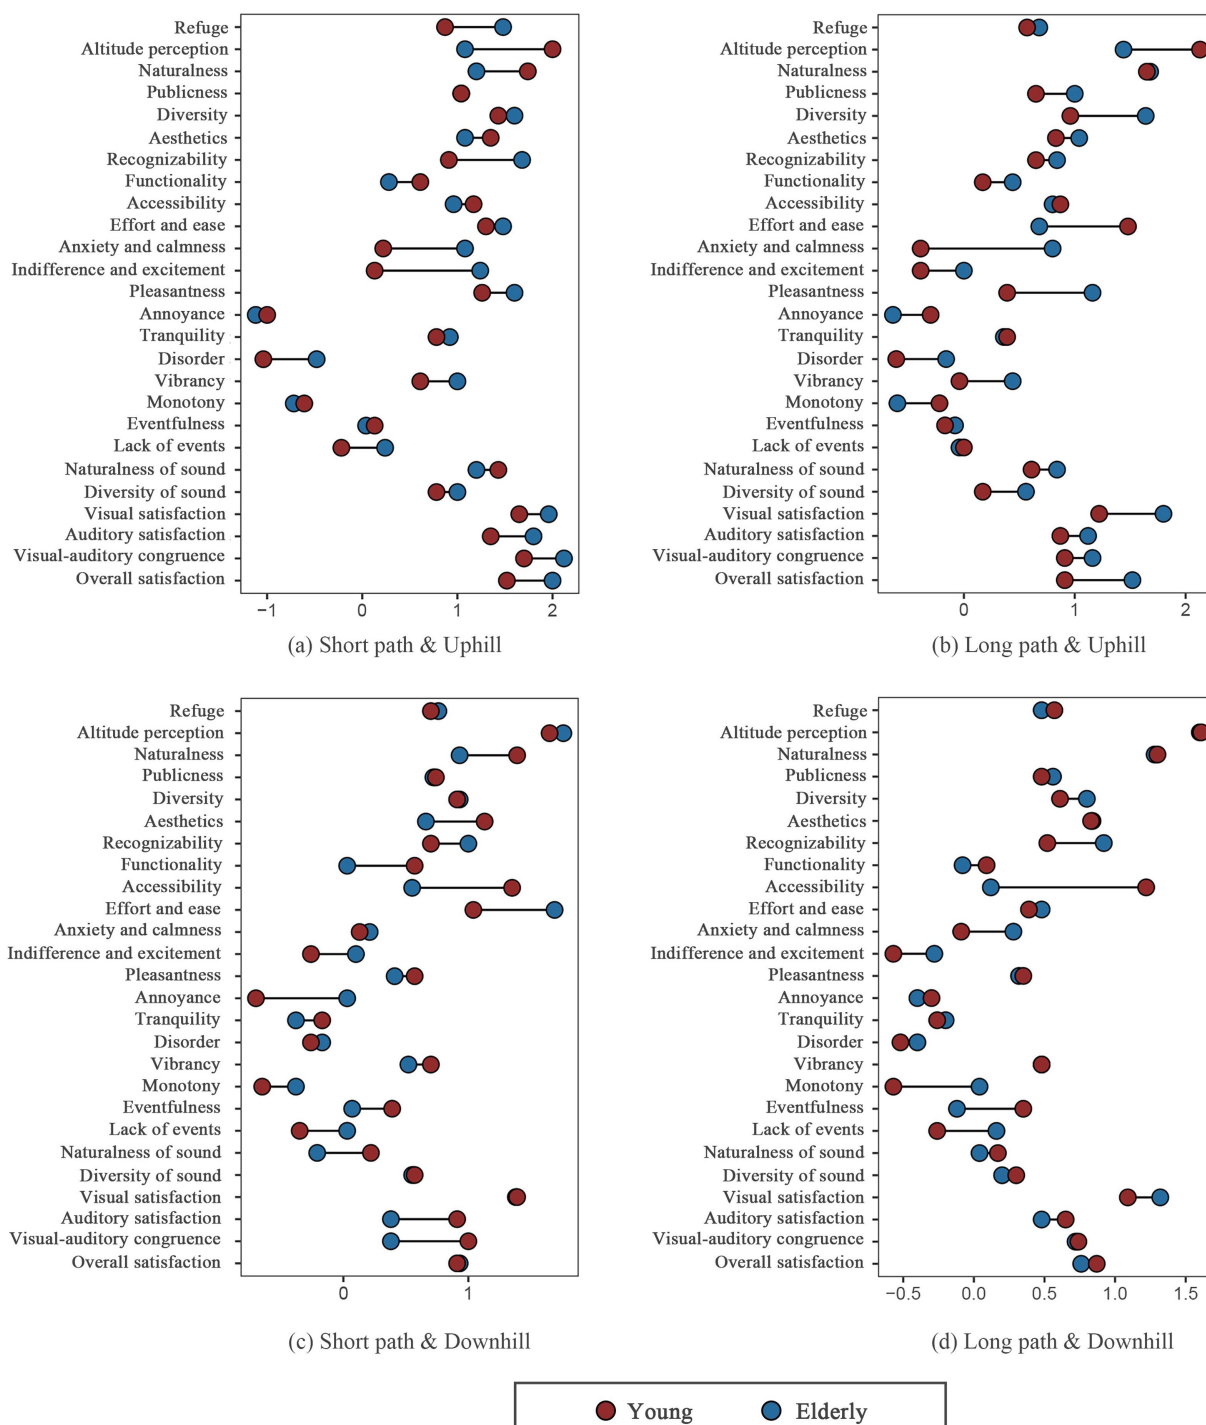 Refuge
Altitude perception
Naturalness
Publicness
Diversity
Aesthetics
Recognizability
Functionality
Accessibility
Effort and ease
Anxiety and calmness
Indifference and excitement
Pleasantness
Annoyance
Tranquility
Disorder
Vibrancy
Monotony
Eventfulness
Lack of events
Naturalness of sound
Diversity of sound
Visual satisfaction
Auditory satisfaction
Visual-auditory congruence
Overall satisfaction
−1 0 1 2
(a) Short path & Uphill
Refuge
Altitude perception
Naturalness
Publicness
Diversity
Aesthetics
Recognizability
Functionality
Accessibility
Effort and ease
Anxiety and calmness
Indifference and excitement
Pleasantness
Annoyance
Tranquility
Disorder
Vibrancy
Monotony
Eventfulness
Lack of events
Naturalness of sound
Diversity of sound
Visual satisfaction
Auditory satisfaction
Visual-auditory congruence
Overall satisfaction
0 1 2
(b) Long path & Uphill
Refuge
Altitude perception
Naturalness
Publicness
Diversity
Aesthetics
Recognizability
Functionality
Accessibility
Effort and ease
Anxiety and calmness
Indifference and excitement
Pleasantness
Annoyance
Tranquility
Disorder
Vibrancy
Monotony
Eventfulness
Lack of events
Naturalness of sound
Diversity of sound
Visual satisfaction
Auditory satisfaction
Visual-auditory congruence
Overall satisfaction
0 1
(c) Short path & Downhill
Refuge
Altitude perception
Naturalness
Publicness
Diversity
Aesthetics
Recognizability
Functionality
Accessibility
Effort and ease
Anxiety and calmness
Indifference and excitement
Pleasantness
Annoyance
Tranquility
Disorder
Vibrancy
Monotony
Eventfulness
Lack of events
Naturalness of sound
Diversity of sound
Visual satisfaction
Auditory satisfaction
Visual-auditory congruence
Overall satisfaction
−0.5 0.0 0.5 1.0 1.5
(d) Long path & Downhill
Young Elderly